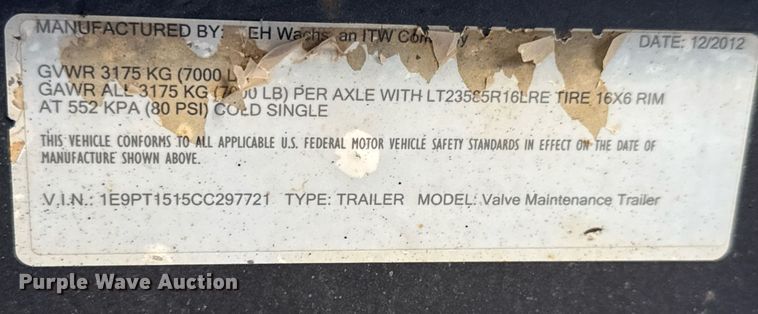 MANUFACTURED BY: EH Wachs, an ITW Company DATE: 12/2012
GVWR 3175 KG (7000 L
GAWR ALL 3175 KG (7000 LB) PER AXLE WITH LT23585R16LRE TIRE 16X6 RIM
AT 552 KPA (80 PSI) COLD SINGLE
THIS VEHICLE CONFORMS TO ALL APPLICABLE U.S. FEDERAL MOTOR VEHICLE SAFETY STANDARDS IN EFFECT ON THE DATE OF
MANUFACTURE SHOWN ABOVE.
V.I.N.: 1E9PT1515CC297721 TYPE: TRAILER MODEL: Valve Maintenance Trailer
Purple Wave Auction